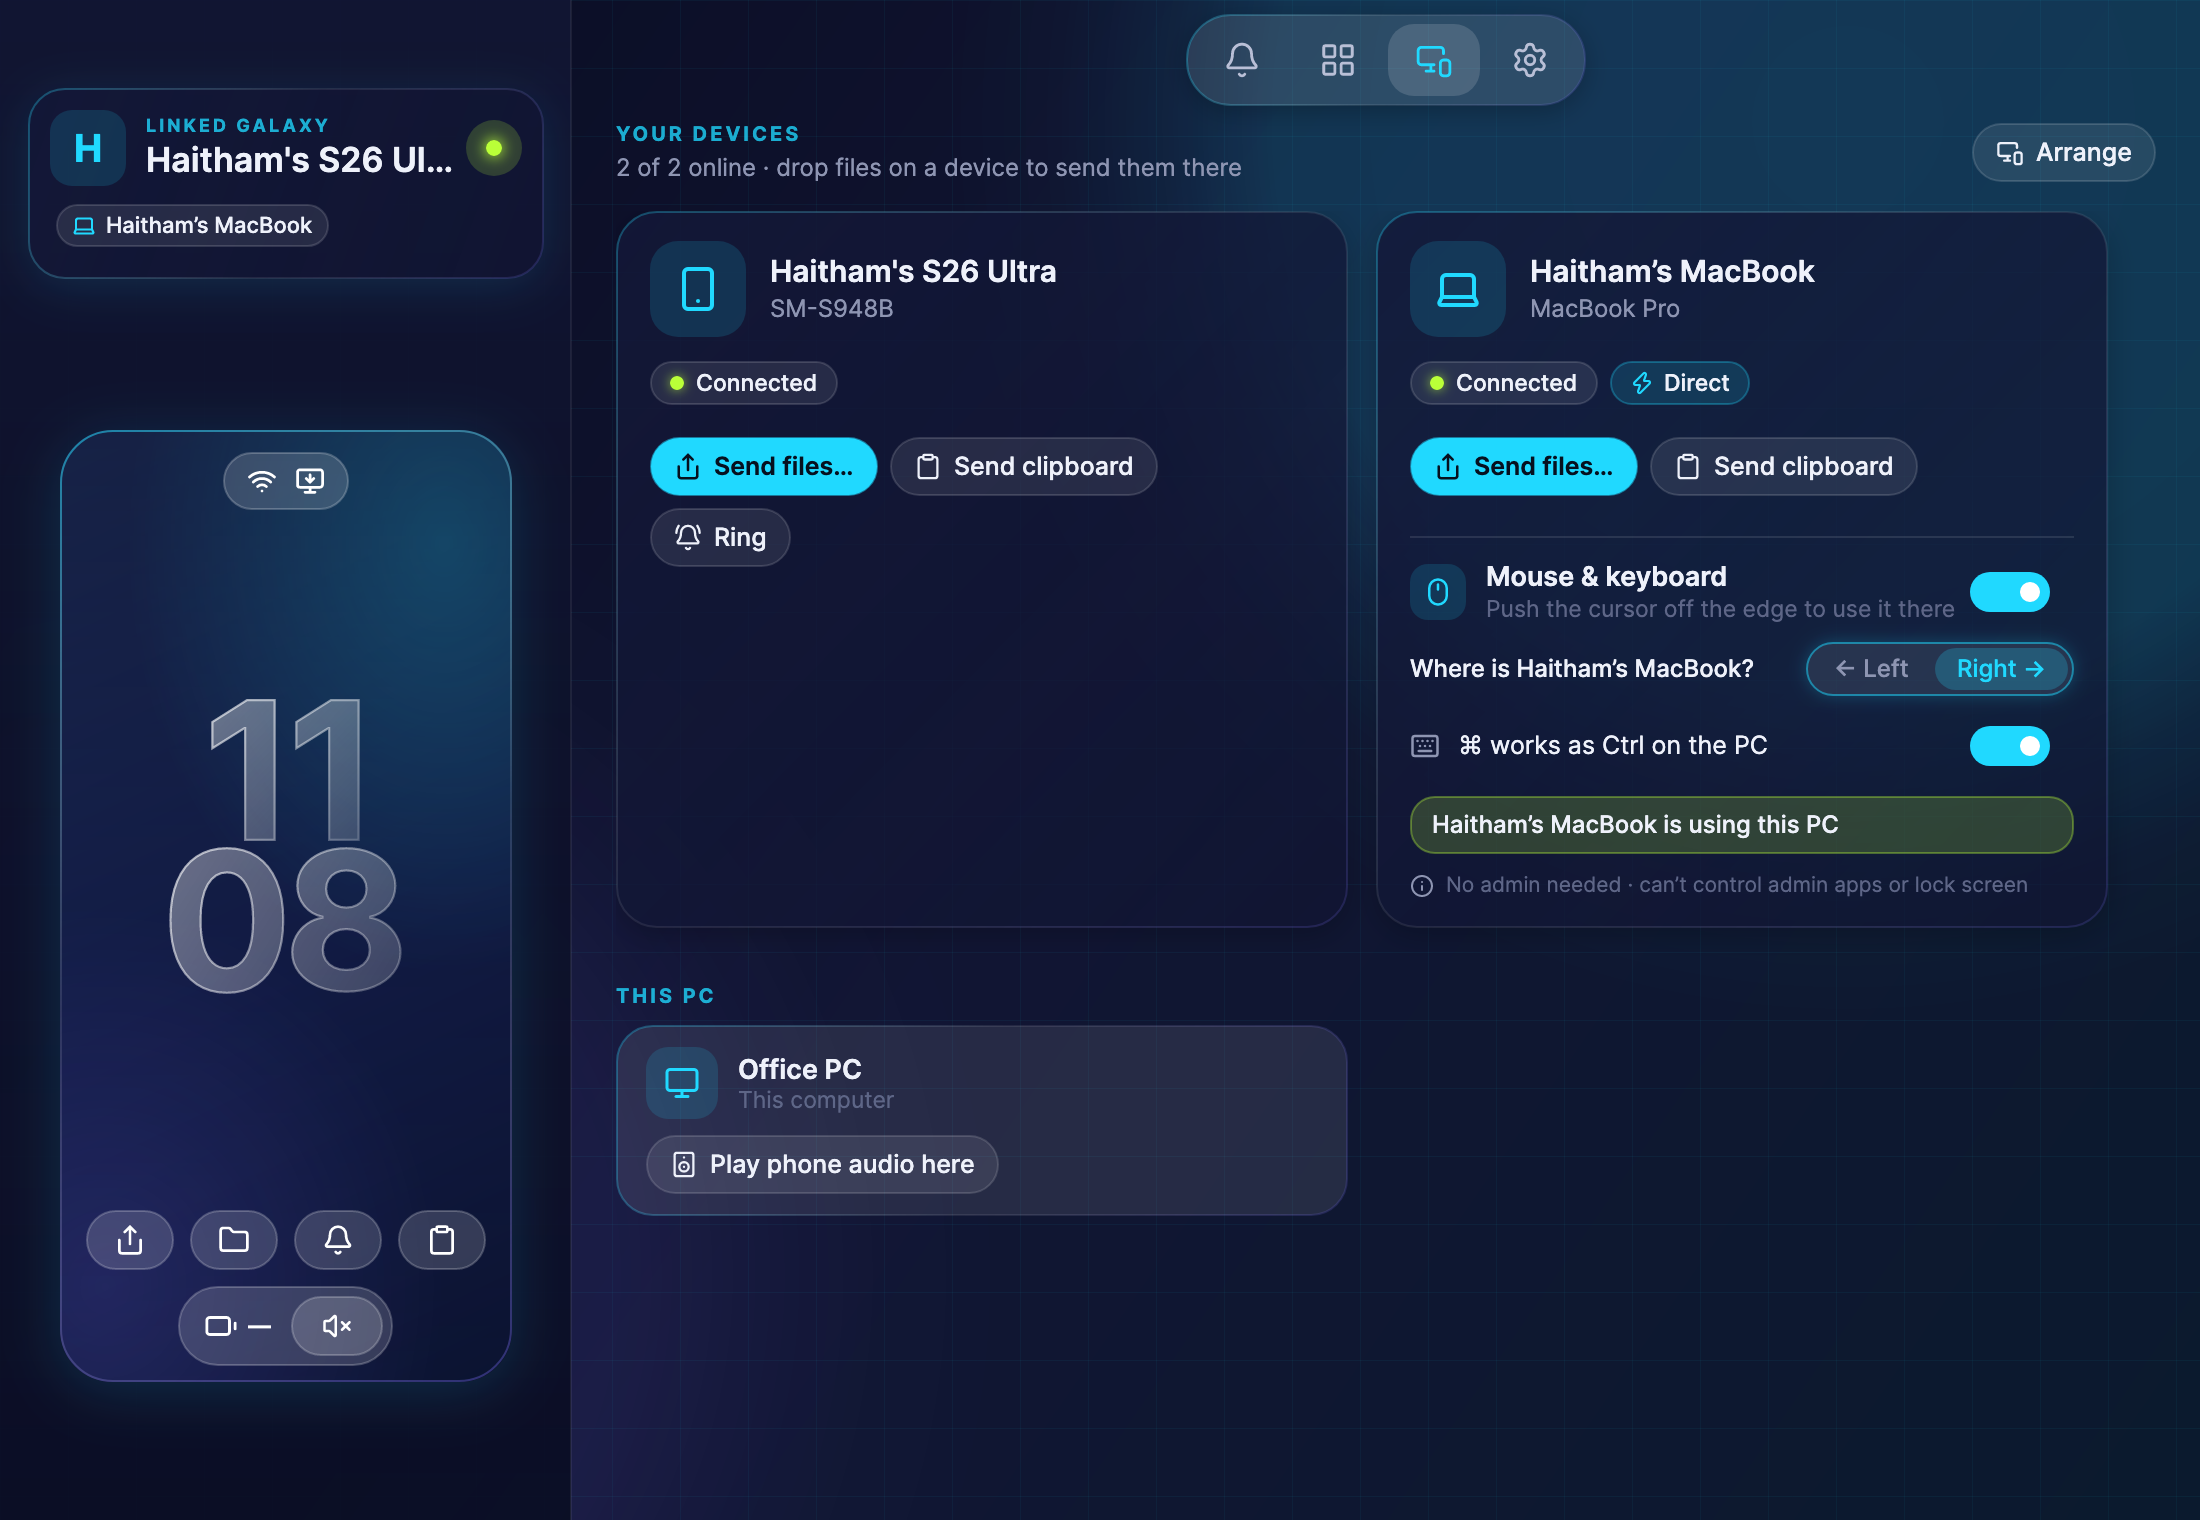 LINKED GALAXY
H
Haitham's S26 Ul...
Haitham’s MacBook
11
08
YOUR DEVICES
2 of 2 online · drop files on a device to send them there
Arrange
Haitham's S26 Ultra
SM-S948B
Connected
Send files...
Send clipboard
Ring
Haitham’s MacBook
MacBook Pro
Connected
Direct
Send files...
Send clipboard
Mouse & keyboard
Push the cursor off the edge to use it there
Where is Haitham’s MacBook?
← Left
Right →
⌘ works as Ctrl on the PC
Haitham’s MacBook is using this PC
No admin needed · can’t control admin apps or lock screen
THIS PC
Office PC
This computer
Play phone audio here